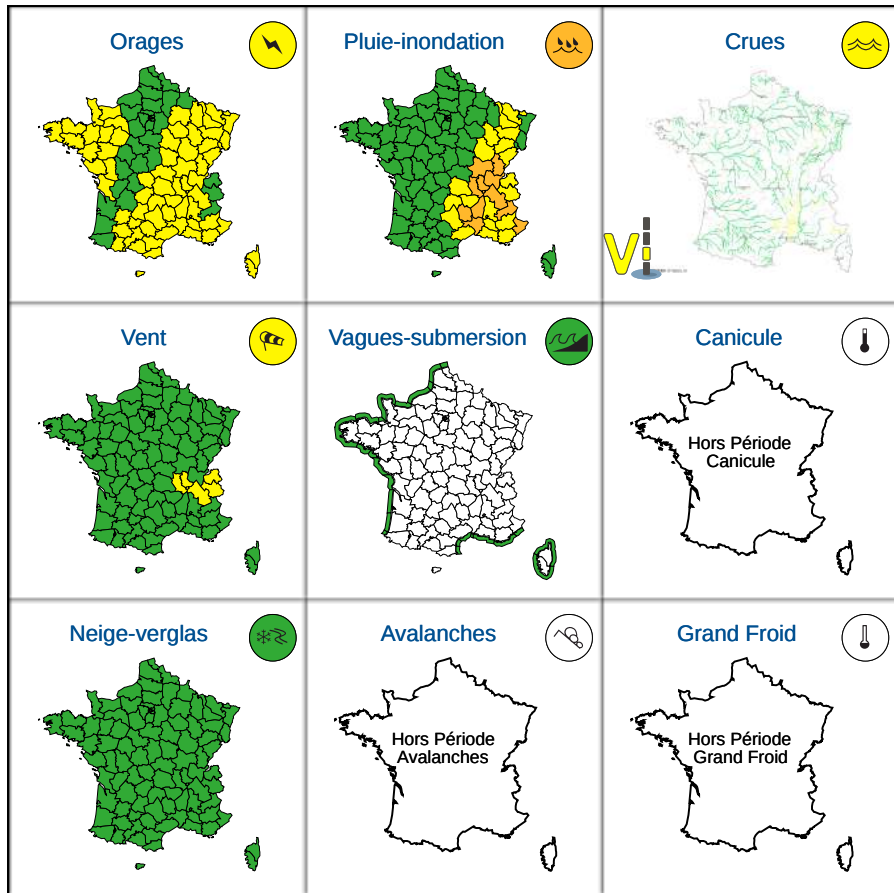 Orages
Pluie-inondation
Crues
Vi
Vent
Vagues-submersion
Canicule
Hors Période
Canicule
Neige-verglas
Avalanches
Hors Période
Avalanches
Grand Froid
Hors Période
Grand Froid